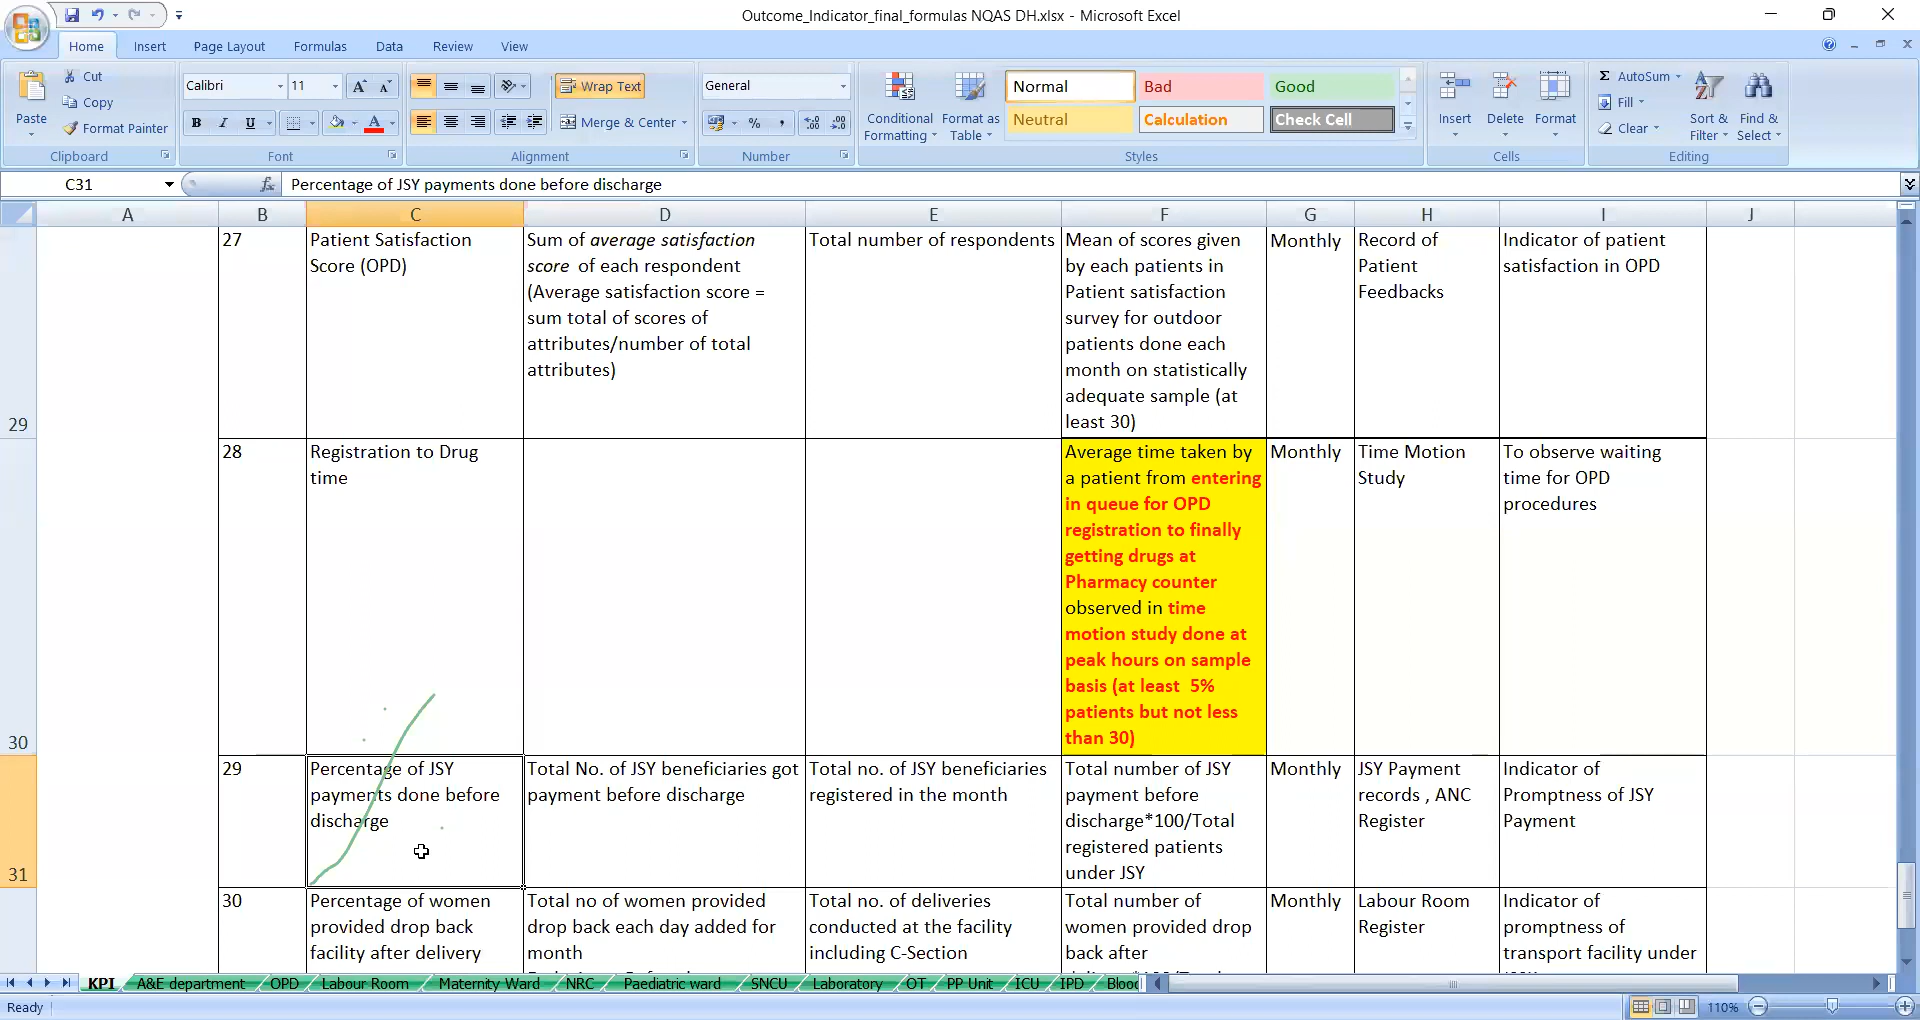 Outcome_Indicator_final_formulas NQAS DH.xlsx - Microsoft Excel
Home Insert Page Layout Formulas Data Review View
Paste
Cut
Copy
Format Painter
Clipboard
Calibri 11
B I U
Font
Wrap Text
Merge & Center
Alignment
General
Number
Conditional Formatting
Format as Table
Normal Bad Good
Neutral Calculation Check Cell
Styles
Insert Delete Format
Cells
AutoSum
Fill
Clear
Sort & Filter
Find & Select
Editing
C31 fx Percentage of JSY payments done before discharge
A B C D E F G H I J
29
27
Patient Satisfaction
Score (OPD)
Sum of average satisfaction
score of each respondent
(Average satisfaction score =
sum total of scores of
attributes/number of total
attributes)
Total number of respondents
Mean of scores given
by each patients in
Patient satisfaction
survey for outdoor
patients done each
month on statistically
adequate sample (at
least 30)
Monthly
Record of
Patient
Feedbacks
Indicator of patient
satisfaction in OPD
30
28
Registration to Drug
time
Average time taken by
a patient from entering
in queue for OPD
registration to finally
getting drugs at
Pharmacy counter
observed in time
motion study done at
peak hours on sample
basis (at least 5%
patients but not less
than 30)
Monthly
Time Motion
Study
To observe waiting
time for OPD
procedures
31
29
Percentage of JSY
payments done before
discharge
Total No. of JSY beneficiaries got
payment before discharge
Total no. of JSY beneficiaries
registered in the month
Total number of JSY
payment before
discharge*100/Total
registered patients
under JSY
Monthly
JSY Payment
records , ANC
Register
Indicator of
Promptness of JSY
Payment
30
Percentage of women
provided drop back
facility after delivery
Total no of women provided
drop back each day added for
month
Total no. of deliveries
conducted at the facility
including C-Section
Total number of
women provided drop
back after
Monthly
Labour Room
Register
Indicator of
promptness of
transport facility under
KPI A&E department OPD Labour Room Maternity Ward NRC Paediatric ward SNCU Laboratory OT PP Unit ICU IPD Blood
Ready 110%